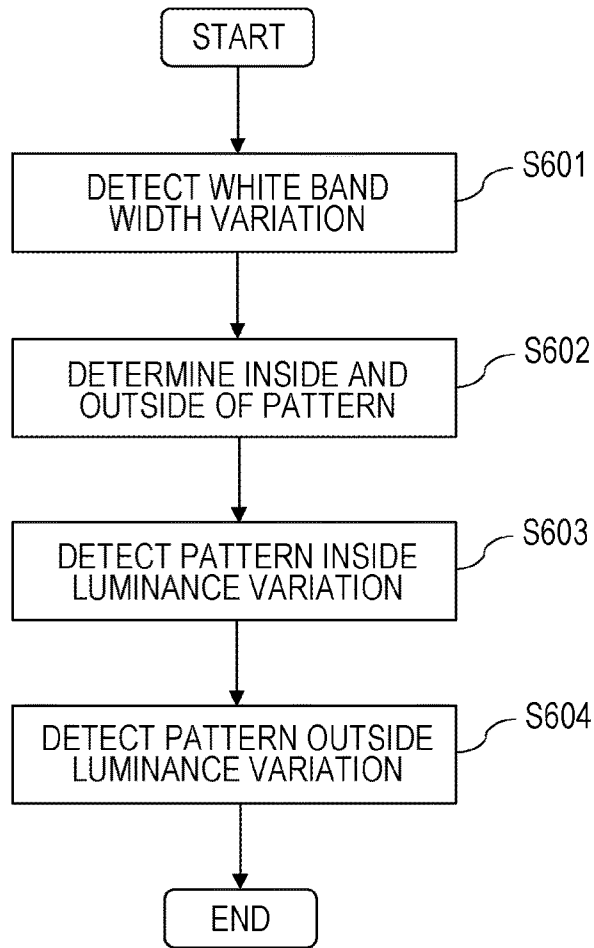 START
DETECT WHITE BAND
WIDTH VARIATION
S601
DETERMINE INSIDE AND
OUTSIDE OF PATTERN
S602
DETECT PATTERN INSIDE
LUMINANCE VARIATION
S603
DETECT PATTERN OUTSIDE
LUMINANCE VARIATION
S604
END